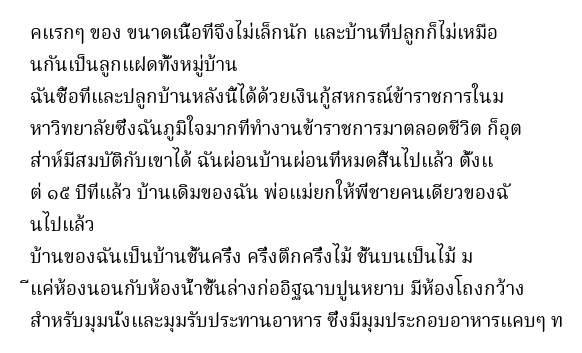 คแรกๆ ของ ขนาดเนื้อที่จึงไม่เล็กนัก และบ้านที่ปลูกก็ไม่เหมือ
นกันเป็นลูกแฝดทั้งหมู่บ้าน
ฉันซื้อที่และปลูกบ้านหลังนี้ได้ด้วยเงินกู้สหกรณ์ข้าราชการในม
หาวิทยาลัยซึ่งฉันภูมิใจมากที่ทำงานข้าราชการมาตลอดชีวิต ก็อุต
ส่าห์มีสมบัติกับเขาได้ ฉันผ่อนบ้านผ่อนที่หมดสิ้นไปแล้ว ตั้งแ
ต่ ๑๕ ปีที่แล้ว บ้านเดิมของฉัน พ่อแม่ยกให้พี่ชายคนเดียวของฉั
นไปแล้ว
บ้านของฉันเป็นบ้านชั้นครึ่ง ครึ่งตึกครึ่งไม้ ชั้นบนเป็นไม้ ม
ีแค่ห้องนอนกับห้องน้ำชั้นล่างก่ออิฐฉาบปูนหยาบ มีห้องโถงกว้าง
สำหรับมุมนั่งและมุมรับประทานอาหาร ซึ่งมีมุมประกอบอาหารแคบๆ ท